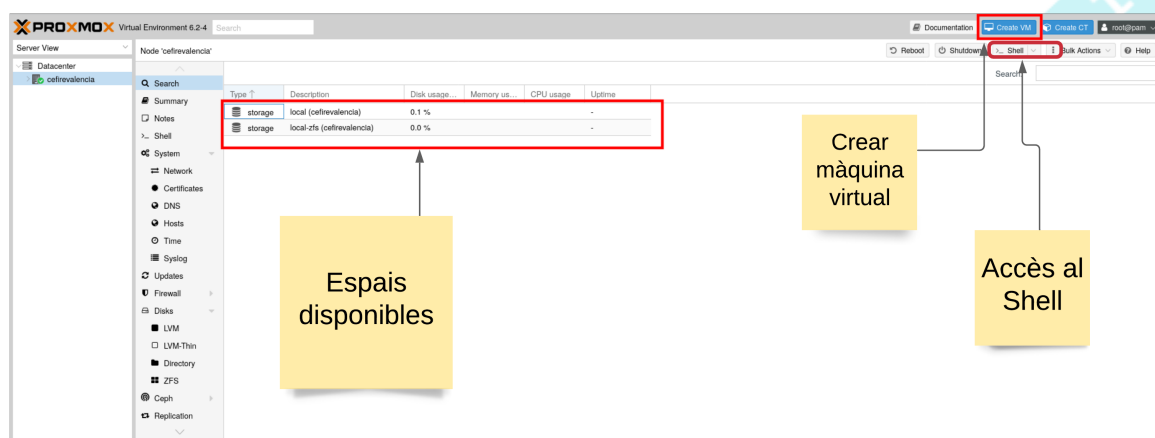 PROXMOX Virtual Environment 6.2-4 Search Documentation Create VM Create CT root@pam
Server View Node 'cefirevalencia' Reboot Shutdown Shell Bulk Actions Help
Datacenter
cefirevalencia
Search:
Search
Summary
Notes
Shell
System
Network
Certificates
DNS
Hosts
Time
Syslog
Updates
Firewall
Disks
LVM
LVM-Thin
Directory
ZFS
Ceph
Replication
Type Description Disk usage... Memory us... CPU usage Uptime
storage local (cefirevalencia) 0.1 % -
storage local-zfs (cefirevalencia) 0.0 % -
Crear
màquina
virtual
Espais
disponibles
Accès al
Shell